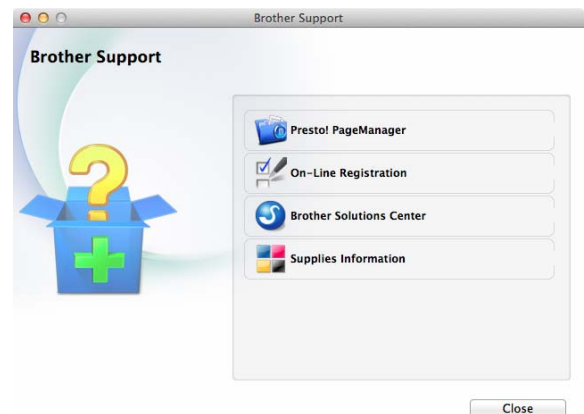 Brother Support
Brother Support
Presto! PageManager
On-Line Registration
Brother Solutions Center
Supplies Information
Close